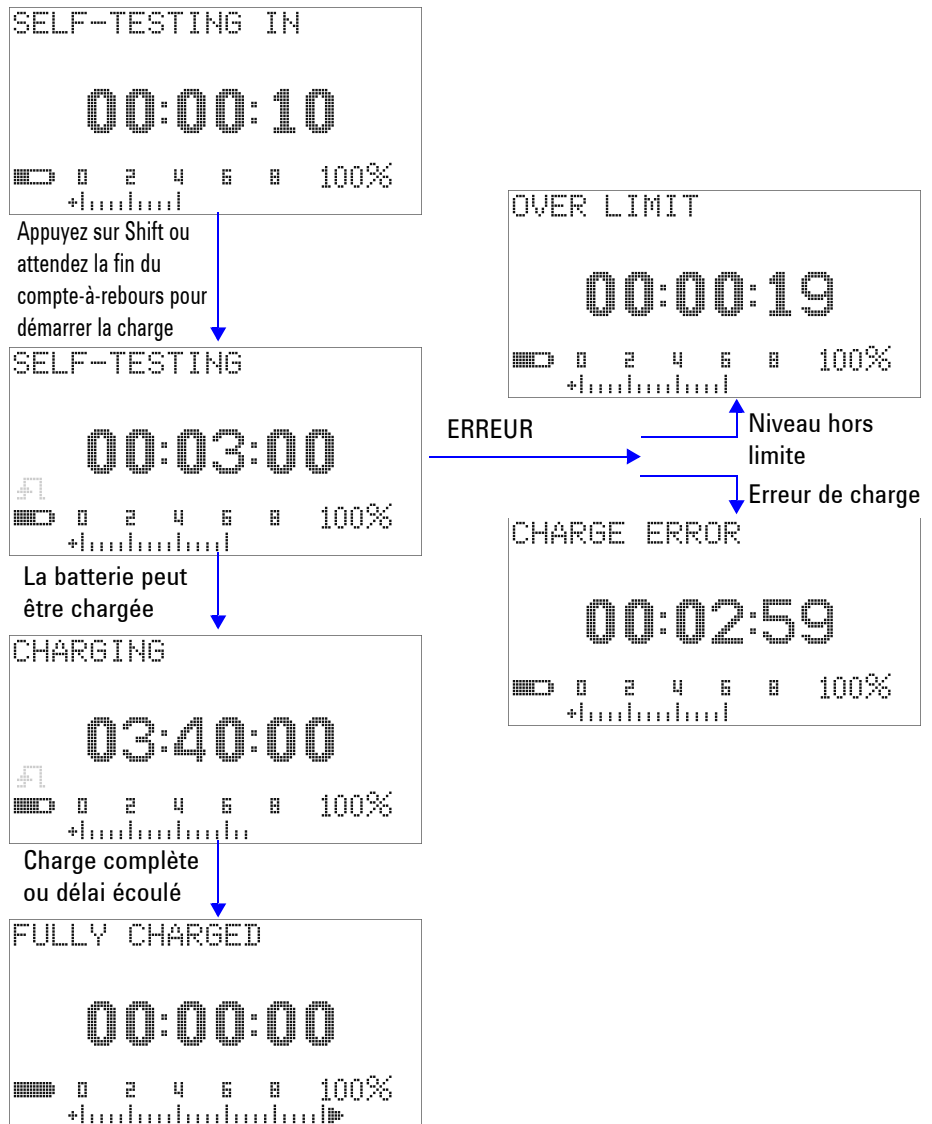 SELF-TESTING IN
00:00:10
0 2 4 6 8 100%
Appuyez sur Shift ou
attendez la fin du
compte-à-rebours pour
démarrer la charge
SELF-TESTING
00:03:00
0 2 4 6 8 100%
La batterie peut
être chargée
CHARGING
03:40:00
0 2 4 6 8 100%
Charge complète
ou délai écoulé
FULLY CHARGED
00:00:00
0 2 4 6 8 100%
ERREUR
OVER LIMIT
00:00:19
0 2 4 6 8 100%
Niveau hors
limite
Erreur de charge
CHARGE ERROR
00:02:59
0 2 4 6 8 100%